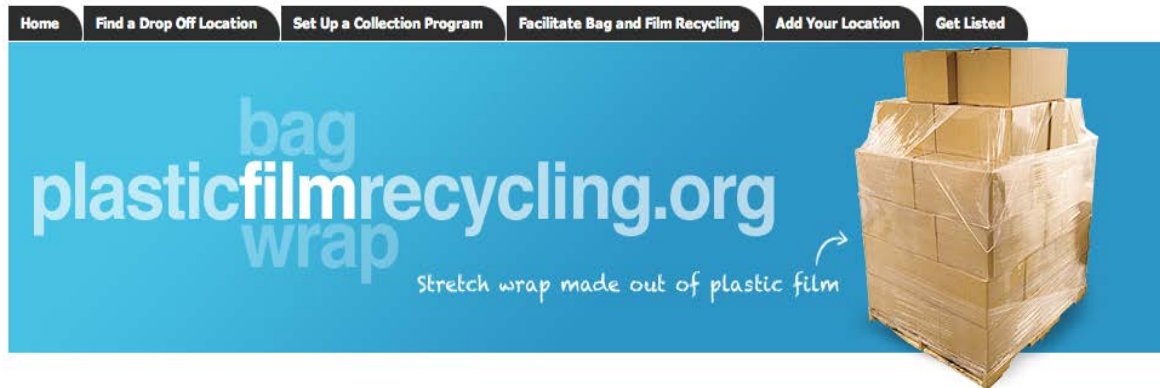 Home Find a Drop Off Location Set Up a Collection Program Facilitate Bag and Film Recycling Add Your Location Get Listed
bag
plasticfilmrecycling.org
wrap
Stretch wrap made out of plastic film